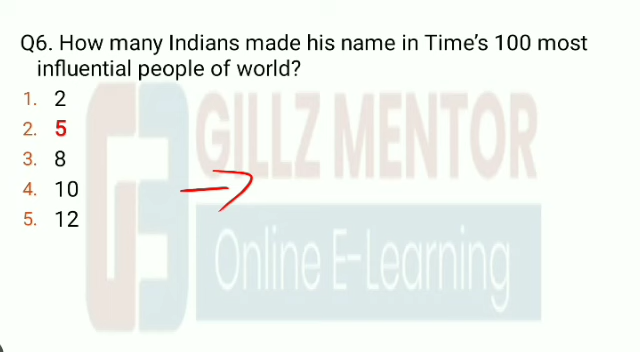 Q6. How many Indians made his name in Time's 100 most
influential people of world?
1. 2
2. 5
3. 8
4. 10
5. 12
GILLZ MENTOR
Online E-Learning